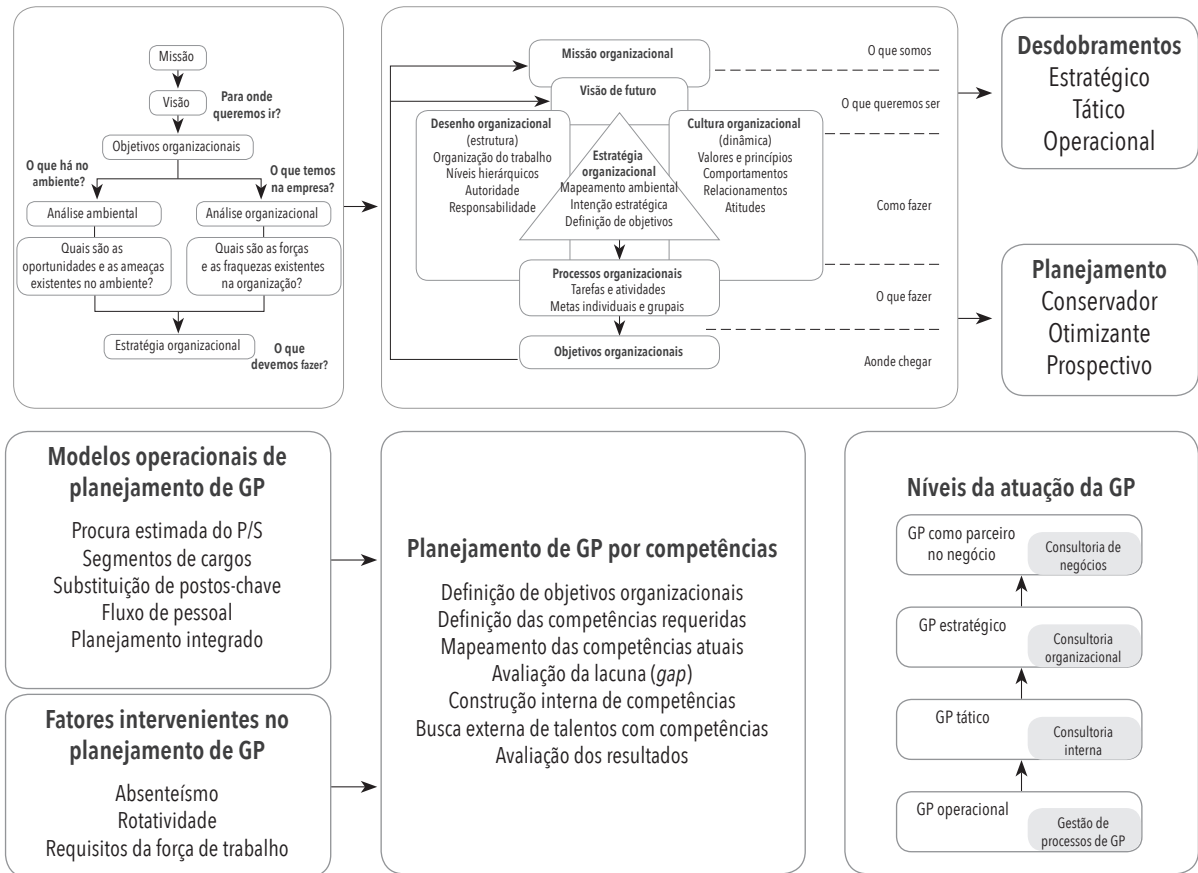 Missão
Visão
Para onde
queremos ir?
Objetivos organizacionais
O que há no
ambiente?
O que temos
na empresa?
Análise ambiental
Análise organizacional
Quais são as
oportunidades e as ameaças
existentes no ambiente?
Quais são as forças
e as fraquezas existentes
na organização?
Estratégia organizacional
O que
devemos fazer?
Missão organizacional
O que somos
Visão de futuro
O que queremos ser
Desenho organizacional
(estrutura)
Organização do trabalho
Níveis hierárquicos
Autoridade
Responsabilidade
Estratégia
organizacional
Mapeamento ambiental
Intenção estratégica
Definição de objetivos
Cultura organizacional
(dinâmica)
Valores e princípios
Comportamentos
Relacionamentos
Atitudes
Como fazer
Processos organizacionais
Tarefas e atividades
Metas individuais e grupais
O que fazer
Objetivos organizacionais
Aonde chegar
Desdobramentos
Estratégico
Tático
Operacional
Planejamento
Conservador
Otimizante
Prospectivo
Modelos operacionais de
planejamento de GP
Procura estimada do P/S
Segmentos de cargos
Substituição de postos-chave
Fluxo de pessoal
Planejamento integrado
Fatores intervenientes no
planejamento de GP
Absenteísmo
Rotatividade
Requisitos da força de trabalho
Planejamento de GP por competências
Definição de objetivos organizacionais
Definição das competências requeridas
Mapeamento das competências atuais
Avaliação da lacuna (gap)
Construção interna de competências
Busca externa de talentos com competências
Avaliação dos resultados
Níveis da atuação da GP
GP como parceiro
no negócio
Consultoria de
negócios
GP estratégico
Consultoria
organizacional
GP tático
Consultoria
interna
GP operacional
Gestão de
processos de GP